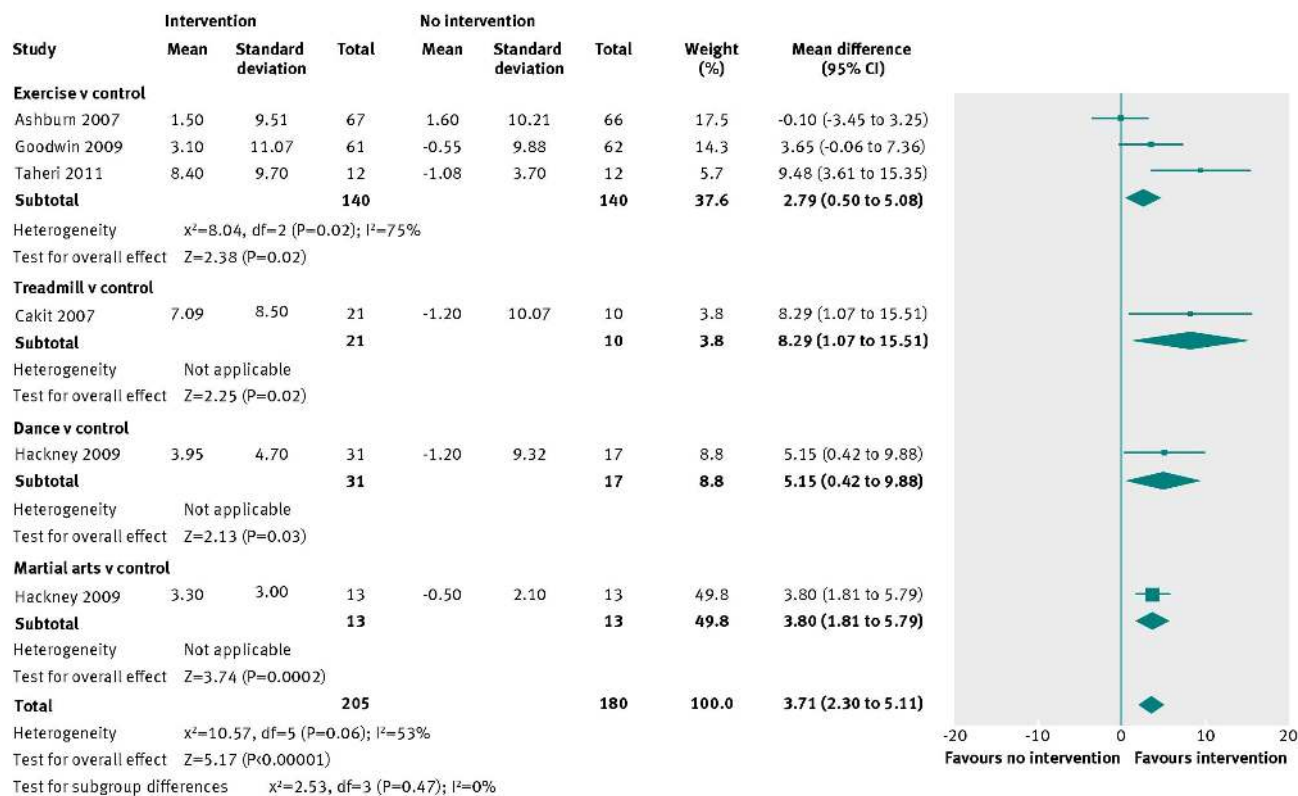 Intervention No intervention
Study Mean Standard deviation Total Mean Standard deviation Total Weight (%) Mean difference (95% CI)
Exercise v control
Ashburn 2007 1.50 9.51 67 1.60 10.21 66 17.5 -0.10 (-3.45 to 3.25)
Goodwin 2009 3.10 11.07 61 -0.55 9.88 62 14.3 3.65 (-0.06 to 7.36)
Taheri 2011 8.40 9.70 12 -1.08 3.70 12 5.7 9.48 (3.61 to 15.35)
Subtotal 140 140 37.6 2.79 (0.50 to 5.08)
Heterogeneity x²=8.04, df=2 (P=0.02); I²=75%
Test for overall effect Z=2.38 (P=0.02)
Treadmill v control
Cakit 2007 7.09 8.50 21 -1.20 10.07 10 3.8 8.29 (1.07 to 15.51)
Subtotal 21 10 3.8 8.29 (1.07 to 15.51)
Heterogeneity Not applicable
Test for overall effect Z=2.25 (P=0.02)
Dance v control
Hackney 2009 3.95 4.70 31 -1.20 9.32 17 8.8 5.15 (0.42 to 9.88)
Subtotal 31 17 8.8 5.15 (0.42 to 9.88)
Heterogeneity Not applicable
Test for overall effect Z=2.13 (P=0.03)
Martial arts v control
Hackney 2009 3.30 3.00 13 -0.50 2.10 13 49.8 3.80 (1.81 to 5.79)
Subtotal 13 13 49.8 3.80 (1.81 to 5.79)
Heterogeneity Not applicable
Test for overall effect Z=3.74 (P=0.0002)
Total 205 180 100.0 3.71 (2.30 to 5.11)
Heterogeneity x²=10.57, df=5 (P=0.06); I²=53%
Test for overall effect Z=5.17 (P<0.00001)
Test for subgroup differences x²=2.53, df=3 (P=0.47); I²=0%
-20 -10 0 10 20
Favours no intervention Favours intervention